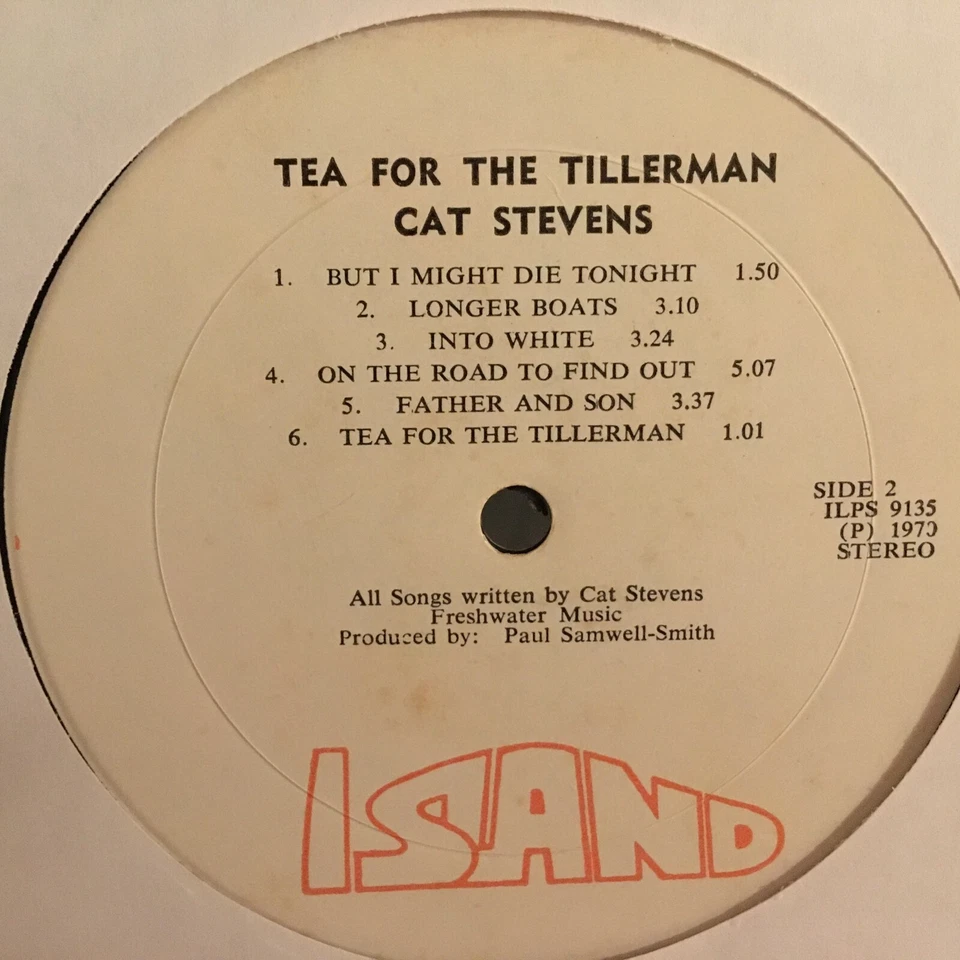 TEA FOR THE TILLERMAN
CAT STEVENS
1. BUT I MIGHT DIE TONIGHT 1.50
2. LONGER BOATS 3.10
3. INTO WHITE 3.24
4. ON THE ROAD TO FIND OUT 5.07
5. FATHER AND SON 3.37
6. TEA FOR THE TILLERMAN 1.01
SIDE 2
ILPS 9135
(P) 1970
STEREO
All Songs written by Cat Stevens
Freshwater Music
Produced by: Paul Samwell-Smith
ISLAND